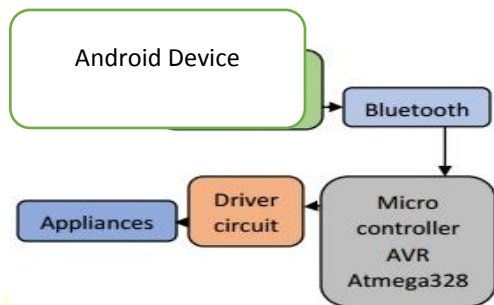 Android Device
Bluetooth
Micro
controller
AVR
Atmega328
Driver
circuit
Appliances